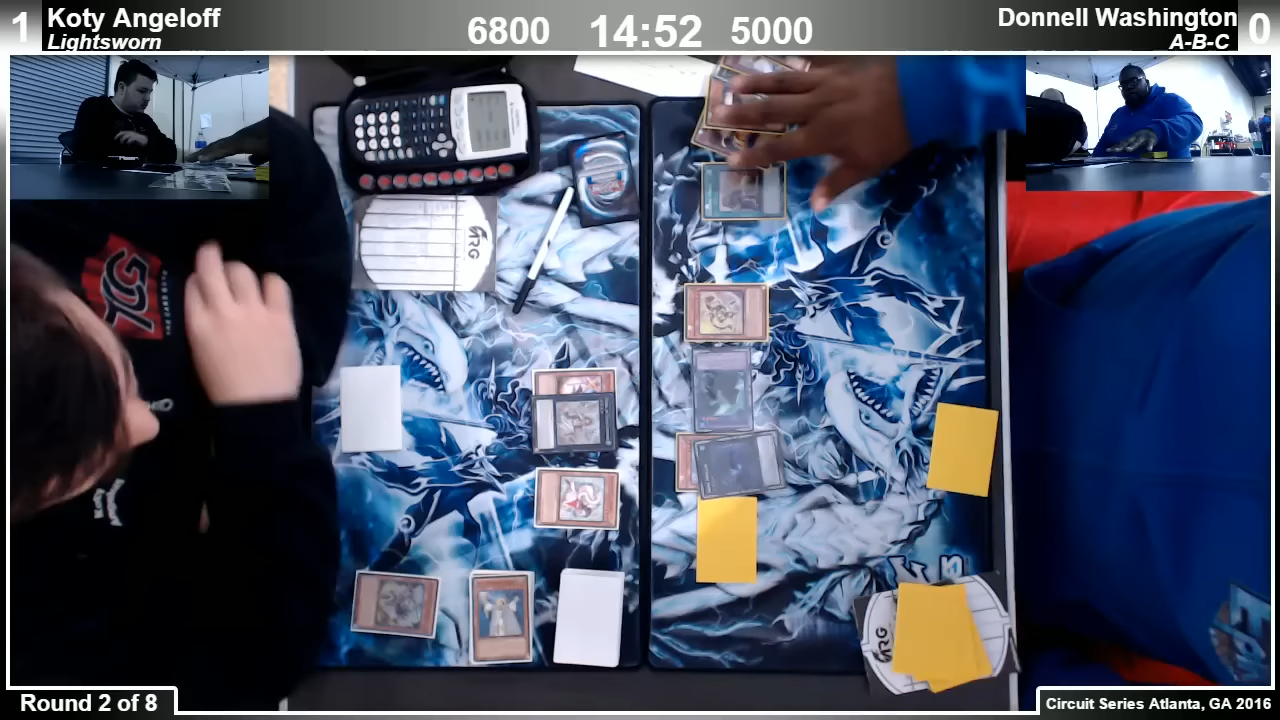 1
Koty Angeloff
Lightsworn
6800
14:52
5000
Donnell Washington
A-B-C
0
ARG
ARG
Round 2 of 8
Circuit Series Atlanta, GA 2016